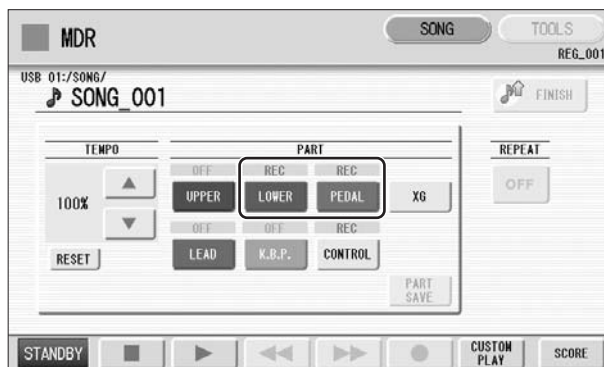 MDR
SONG
TOOLS
REG_001
USB 01:/SONG/
SONG_001
FINISH
TEMPO
PART
REPEAT
OFF
REC
REC
100%
UPPER
LOWER
PEDAL
XG
OFF
OFF
OFF
REC
RESET
LEAD
K.B.P.
CONTROL
PART
SAVE
STANDBY
CUSTOM
PLAY
SCORE